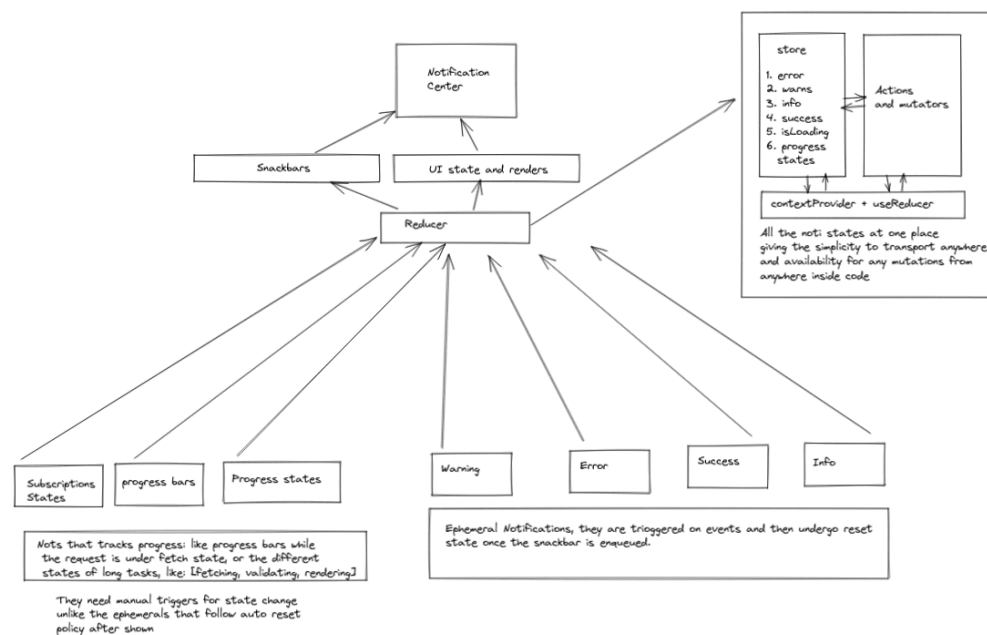 Notification
Center
Snackbars
UI state and renders
Reducer
store
1. error
2. warns
3. info
4. success
5. isLoading
6. progress
states
Actions
and mutators
contextProvider + useReducer
All the noti states at one place
giving the simplicity to transport anywhere
and availability for any mutations from
anywhere inside code
Subscriptions
States
progress bars
Progress states
Warning
Error
Success
Info
Nots that tracks progress: like progress bars while
the request is under fetch state, or the different
states of long tasks, like: [fetching, validating, rendering]
They need manual triggers for state change
unlike the ephemerals that follow auto reset
policy after shown
Ephemeral Notifications, they are trioggered on events and then undergo reset
state once the snackbar is enqueued.